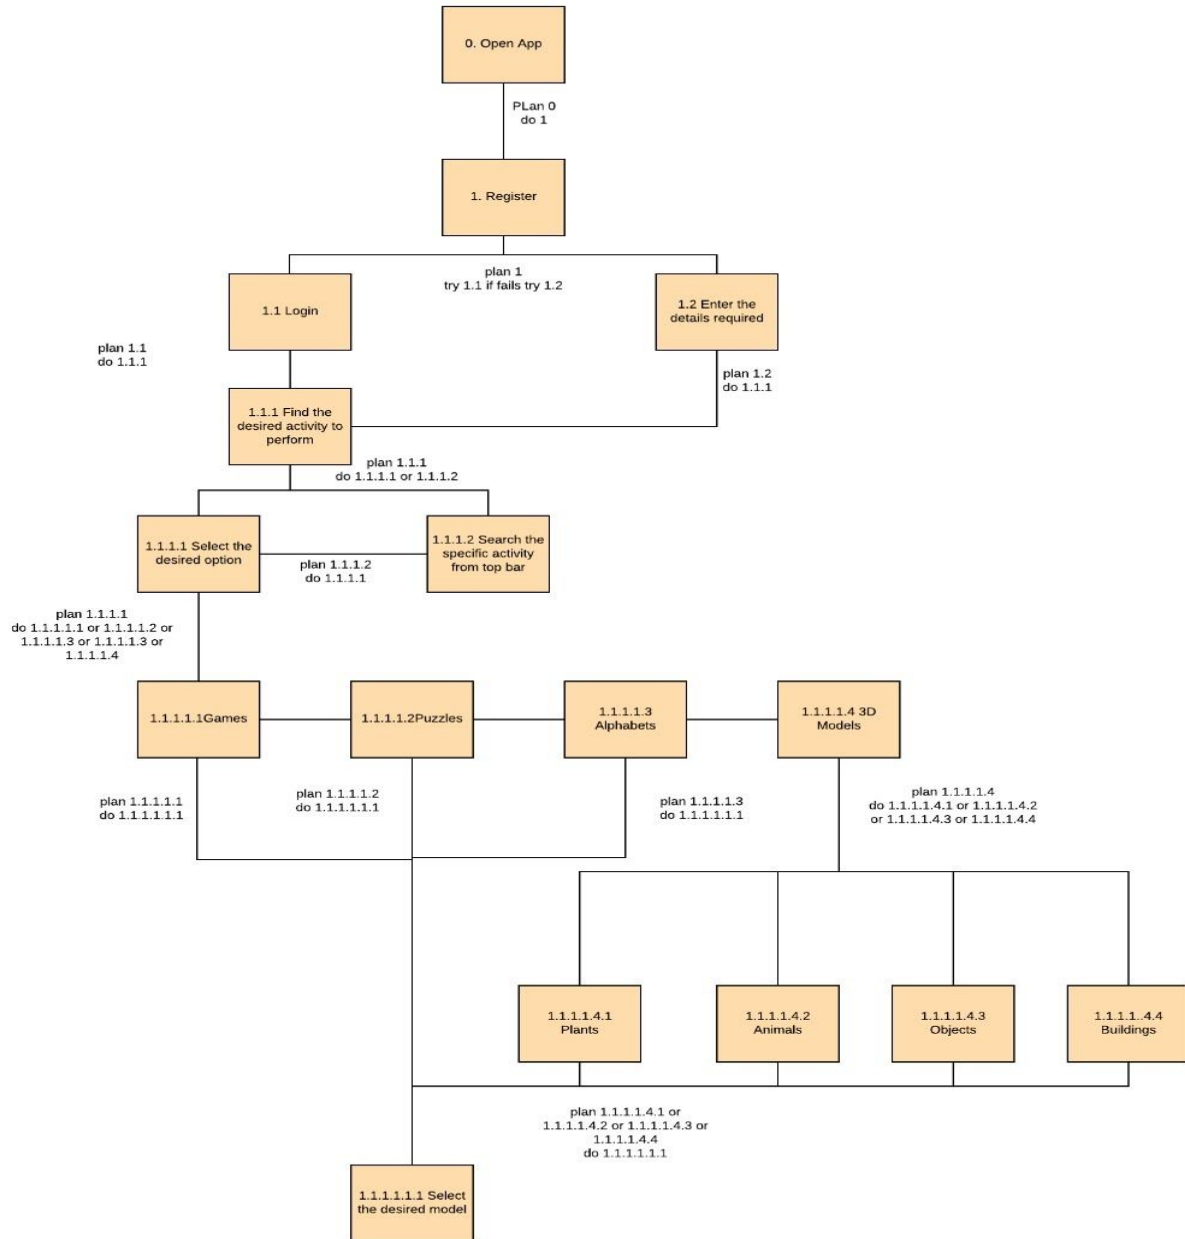 0. Open App
PLan 0
do 1
1. Register
plan 1
try 1.1 if fails try 1.2
1.1 Login
1.2 Enter the
details required
plan 1.1
do 1.1.1
plan 1.2
do 1.1.1
1.1.1 Find the
desired activity to
perform
plan 1.1.1
do 1.1.1.1 or 1.1.1.2
1.1.1.1 Select the
desired option
plan 1.1.1.2
do 1.1.1.1
1.1.1.2 Search the
specific activity
from top bar
plan 1.1.1.1
do 1.1.1.1.1 or 1.1.1.1.2 or
1.1.1.1.3 or 1.1.1.1.3 or
1.1.1.1.4
1.1.1.1.1Games
1.1.1.1.2Puzzles
1.1.1.1.3
Alphabets
1.1.1.1.4 3D
Models
plan 1.1.1.1.1
do 1.1.1.1.1.1
plan 1.1.1.1.2
do 1.1.1.1.1.1
plan 1.1.1.1.3
do 1.1.1.1.1.1
plan 1.1.1.1.4
do 1.1.1.1.4.1 or 1.1.1.1.4.2
or 1.1.1.1.4.3 or 1.1.1.1.4.4
1.1.1.1.4.1
Plants
1.1.1.1.4.2
Animals
1.1.1.1.4.3
Objects
1.1.1.1..4.4
Buildings
plan 1.1.1.1.4.1 or
1.1.1.1.4.2 or 1.1.1.1.4.3 or
1.1.1.1.4.4
do 1.1.1.1.1.1
1.1.1.1.1.1 Select
the desired model